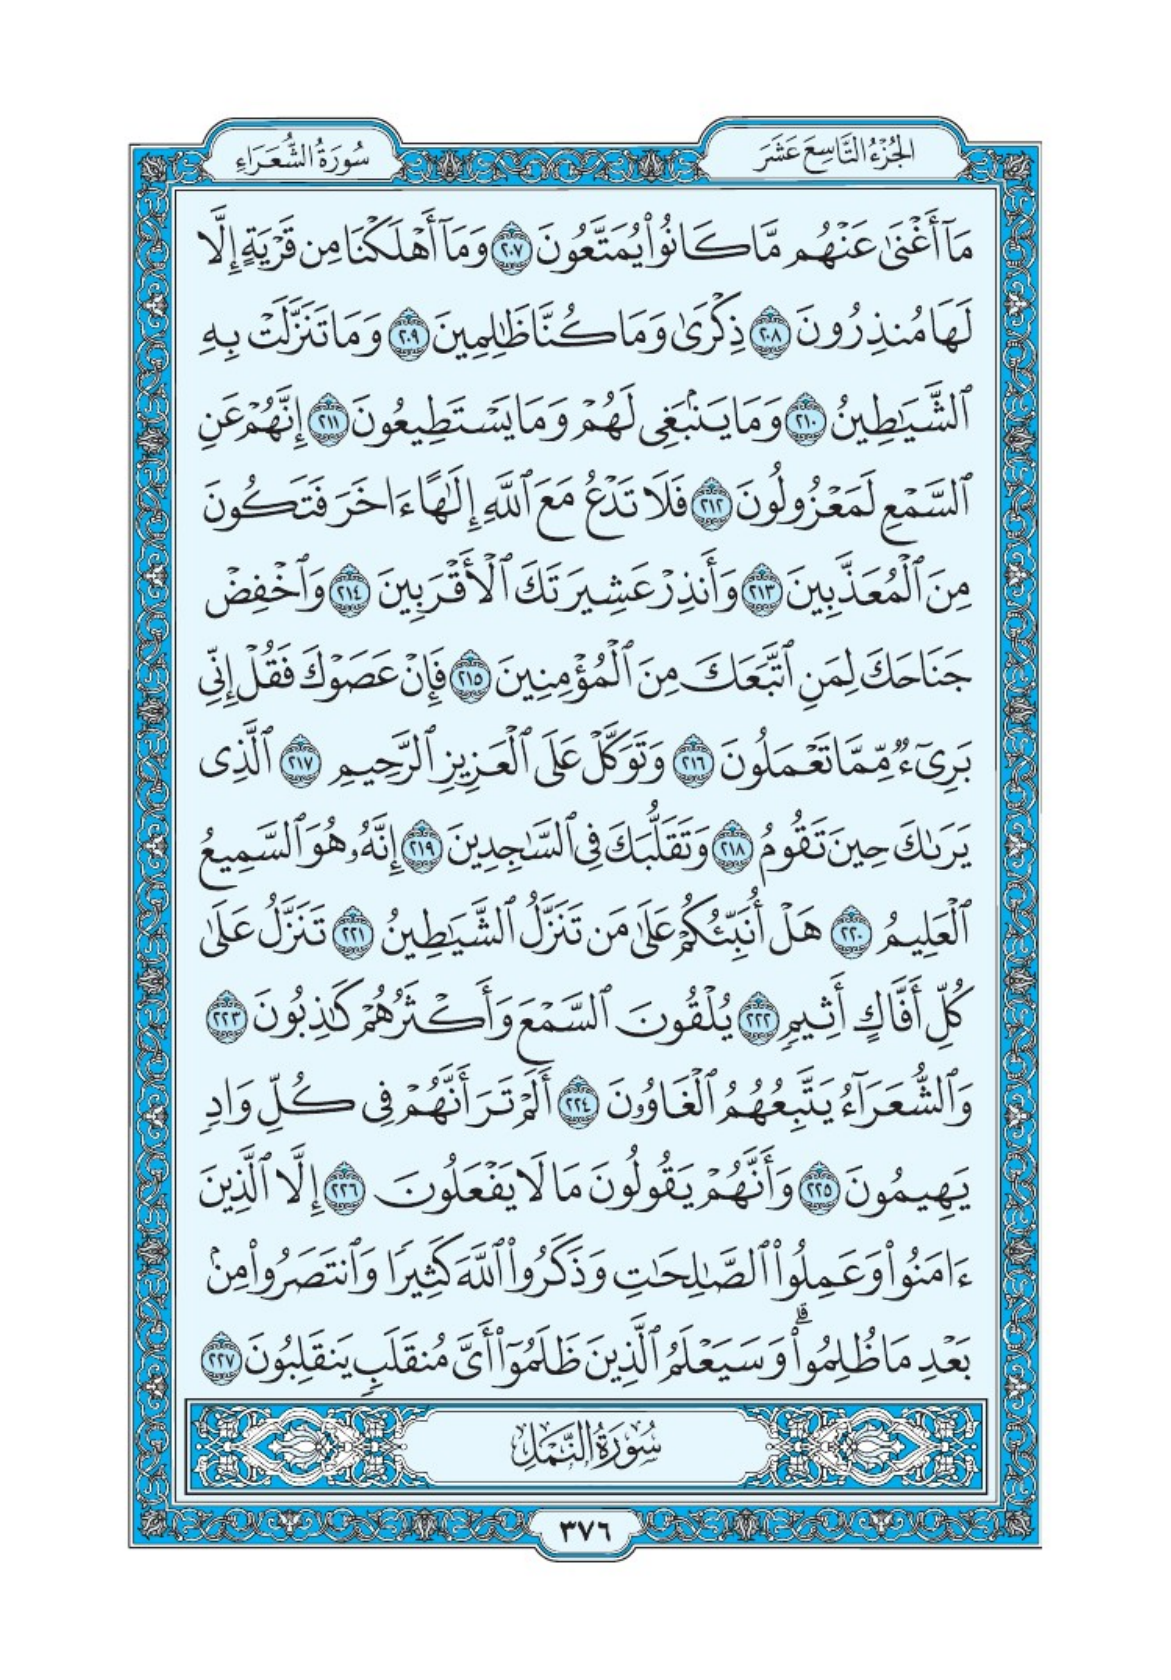 الجُزْءُ التَّاسِعَ عَشَرَ
سُورَةُ الشُّعَرَاءِ
مَآ أَغْنَىٰ عَنْهُم مَّا كَانُوا۟ يُمَتَّعُونَ ٢٠٧ وَمَآ أَهْلَكْنَا مِن قَرْيَةٍ إِلَّا
لَهَا مُنذِرُونَ ٢٠٨ ذِكْرَىٰ وَمَا كُنَّا ظَٰلِمِينَ ٢٠٩ وَمَا تَنَزَّلَتْ بِهِ
ٱلشَّيَٰطِينُ ٢١٠ وَمَا يَنۢبَغِى لَهُمْ وَمَا يَسْتَطِيعُونَ ٢١١ إِنَّهُمْ عَنِ
ٱلسَّمْعِ لَمَعْزُولُونَ ٢١٢ فَلَا تَدْعُ مَعَ ٱللَّهِ إِلَٰهًا ءَاخَرَ فَتَكُونَ
مِنَ ٱلْمُعَذَّبِينَ ٢١٣ وَأَنذِرْ عَشِيرَتَكَ ٱلْأَقْرَبِينَ ٢١٤ وَٱخْفِضْ
جَنَاحَكَ لِمَنِ ٱتَّبَعَكَ مِنَ ٱلْمُؤْمِنِينَ ٢١٥ فَإِنْ عَصَوْكَ فَقُلْ إِنِّى
بَرِىٓءٌ مِّمَّا تَعْمَلُونَ ٢١٦ وَتَوَكَّلْ عَلَى ٱلْعَزِيزِ ٱلرَّحِيمِ ٢١٧ ٱلَّذِى
يَرَىٰكَ حِينَ تَقُومُ ٢١٨ وَتَقَلُّبَكَ فِى ٱلسَّٰجِدِينَ ٢١٩ إِنَّهُۥ هُوَ ٱلسَّمِيعُ
ٱلْعَلِيمُ ٢٢٠ هَلْ أُنَبِّئُكُمْ عَلَىٰ مَن تَنَزَّلُ ٱلشَّيَٰطِينُ ٢٢١ تَنَزَّلُ عَلَىٰ
كُلِّ أَفَّاكٍ أَثِيمٍ ٢٢٢ يُلْقُونَ ٱلسَّمْعَ وَأَكْثَرُهُمْ كَٰذِبُونَ ٢٢٣
وَٱلشُّعَرَآءُ يَتَّبِعُهُمُ ٱلْغَاوُۥنَ ٢٢٤ أَلَمْ تَرَ أَنَّهُمْ فِى كُلِّ وَادٍ
يَهِيمُونَ ٢٢٥ وَأَنَّهُمْ يَقُولُونَ مَا لَا يَفْعَلُونَ ٢٢٦ إِلَّا ٱلَّذِينَ
ءَامَنُوا۟ وَعَمِلُوا۟ ٱلصَّٰلِحَٰتِ وَذَكَرُوا۟ ٱللَّهَ كَثِيرًا وَٱنتَصَرُوا۟ مِنۢ
بَعْدِ مَا ظُلِمُوا۟ ۗ وَسَيَعْلَمُ ٱلَّذِينَ ظَلَمُوٓا۟ أَىَّ مُنقَلَبٍ يَنقَلِبُونَ ٢٢٧
سُورَةُ النَّمْلِ
٣٧٦